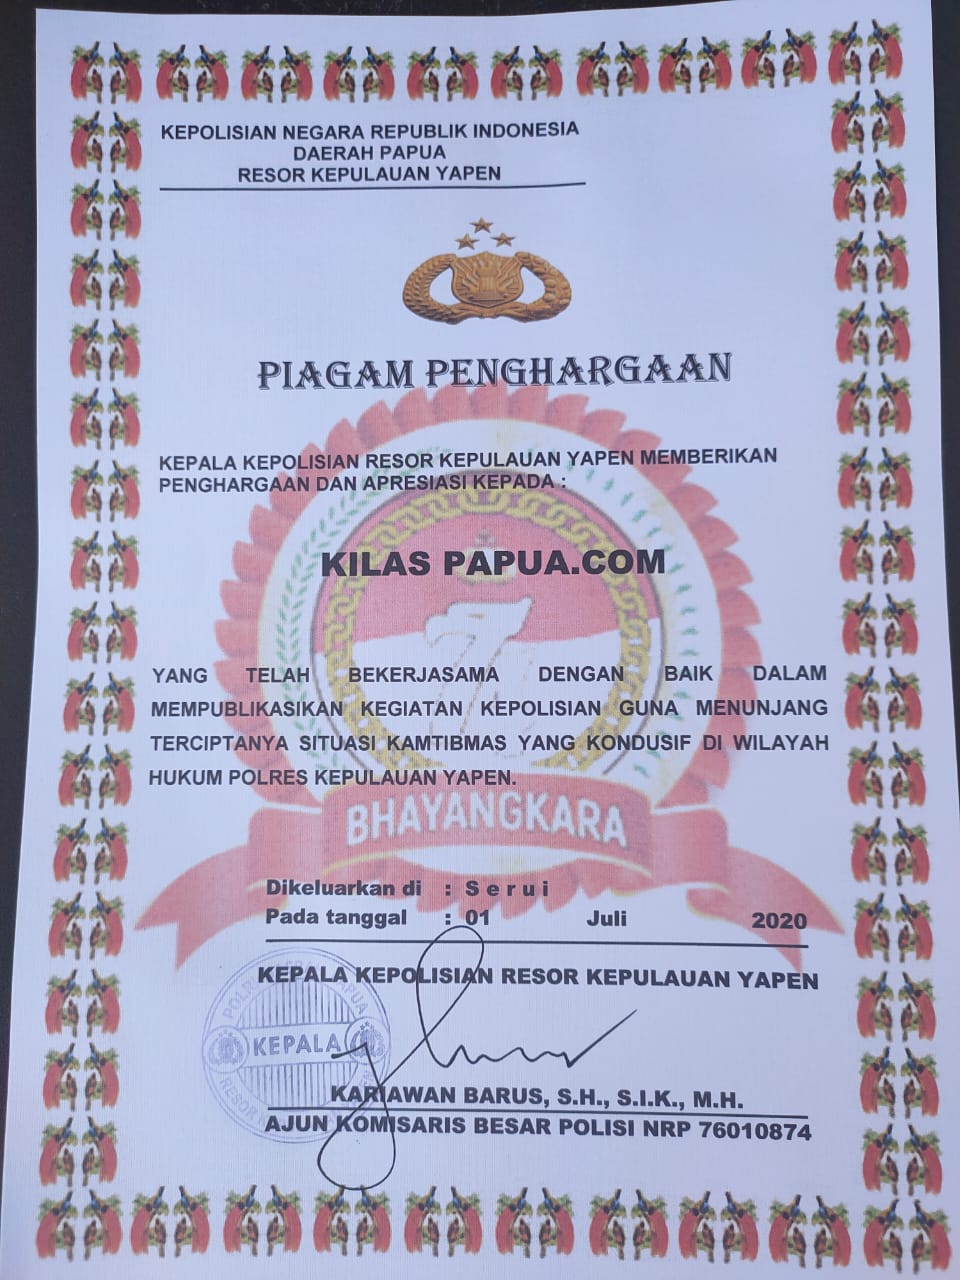 KEPOLISIAN NEGARA REPUBLIK INDONESIA
DAERAH PAPUA
RESOR KEPULAUAN YAPEN
PIAGAM PENGHARGAAN
KEPALA KEPOLISIAN RESOR KEPULAUAN YAPEN MEMBERIKAN
PENGHARGAAN DAN APRESIASI KEPADA :
KILAS PAPUA.COM
YANG TELAH BEKERJASAMA DENGAN BAIK DALAM
MEMPUBLIKASIKAN KEGIATAN KEPOLISIAN GUNA MENUNJANG
TERCIPTANYA SITUASI KAMTIBMAS YANG KONDUSIF DI WILAYAH
HUKUM POLRES KEPULAUAN YAPEN.
BHAYANGKARA
Dikeluarkan di : S e r u i
Pada tanggal : 01 Juli 2020
KEPALA KEPOLISIAN RESOR KEPULAUAN YAPEN
KEPALA
KARIAWAN BARUS, S.H., S.I.K., M.H.
AJUN KOMISARIS BESAR POLISI NRP 76010874